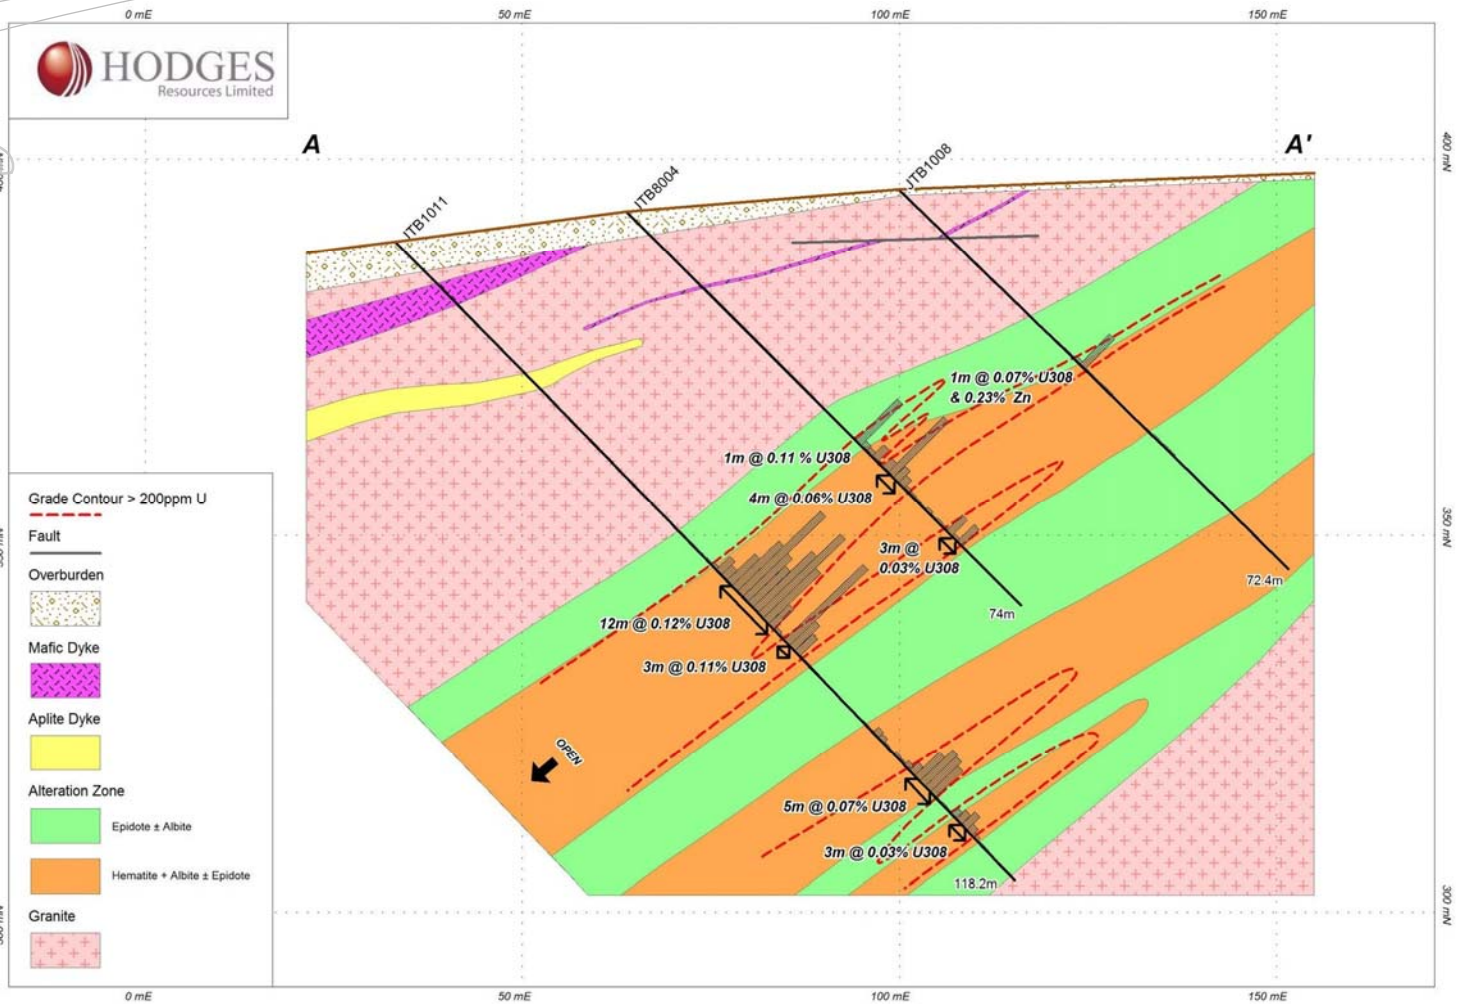 0 mE
50 mE
100 mE
150 mE
HODGES
Resources Limited
A
A'
400 mN
JTB1011
JTB8004
JTB1008
1m @ 0.07% U308
& 0.23% Zn
1m @ 0.11 % U308
4m @ 0.06% U308
3m @
0.03% U308
350 mN
72.4m
74m
12m @ 0.12% U308
3m @ 0.11% U308
OPEN
5m @ 0.07% U308
3m @ 0.03% U308
118.2m
300 mN
Grade Contour > 200ppm U
Fault
Overburden
Mafic Dyke
Aplite Dyke
Alteration Zone
Epidote ± Albite
Hematite + Albite ± Epidote
Granite
0 mE
50 mE
100 mE
150 mE